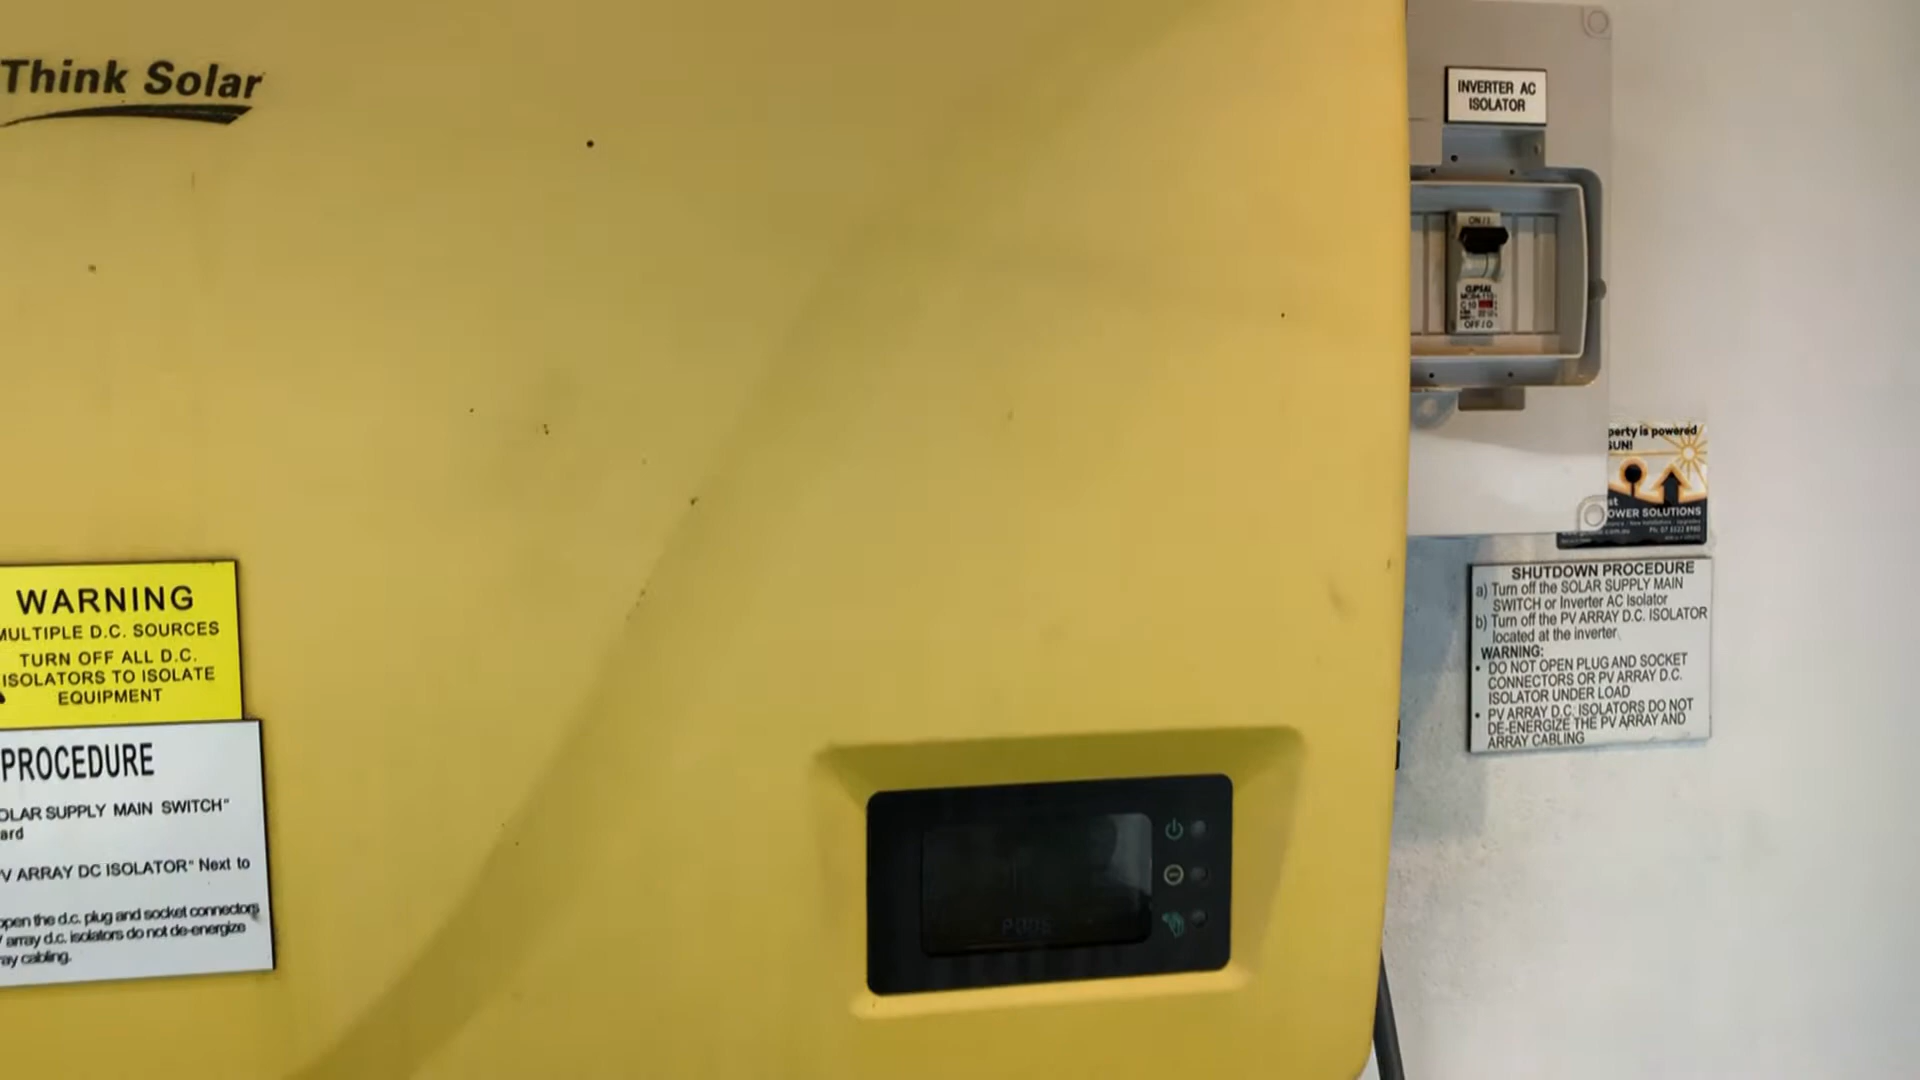 Think Solar
WARNING
MULTIPLE D.C. SOURCES
TURN OFF ALL D.C.
ISOLATORS TO ISOLATE
EQUIPMENT
PROCEDURE
OLAR SUPPLY MAIN SWITCH"
ard
V ARRAY DC ISOLATOR" Next to
open the d.c. plug and socket connectors
array d.c. isolators do not de-energize
ray cabling.
INVERTER AC
ISOLATOR
ON / I
CLIPSAL
C10
OFF / O
perty is powered
SUN!
st
OWER SOLUTIONS
SHUTDOWN PROCEDURE
a) Turn off the SOLAR SUPPLY MAIN
SWITCH or Inverter AC Isolator
b) Turn off the PV ARRAY D.C. ISOLATOR
located at the inverter
WARNING:
• DO NOT OPEN PLUG AND SOCKET
CONNECTORS OR PV ARRAY D.C.
ISOLATOR UNDER LOAD
• PV ARRAY D.C. ISOLATORS DO NOT
DE-ENERGIZE THE PV ARRAY AND
ARRAY CABLING